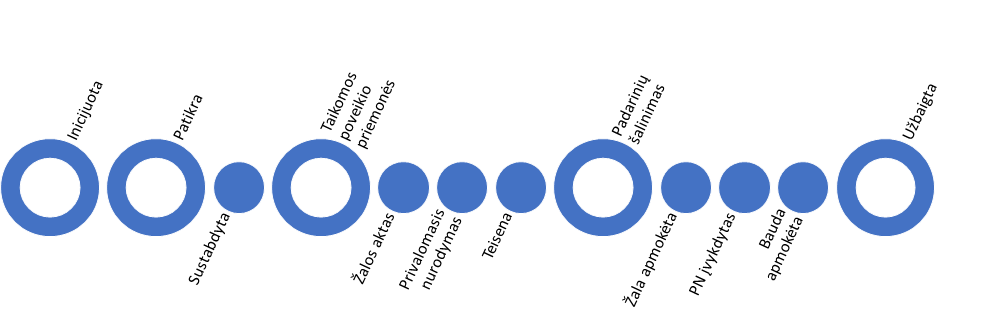 Inicijuota
Patikra
Sustabdyta
Taikomos
poveikio
priemonės
Žalos aktas
Privalomasis
nurodymas
Teisena
Padarinių
šalinimas
Žala apmokėta
PN įvykdytas
Bauda
apmokėta
Užbaigta